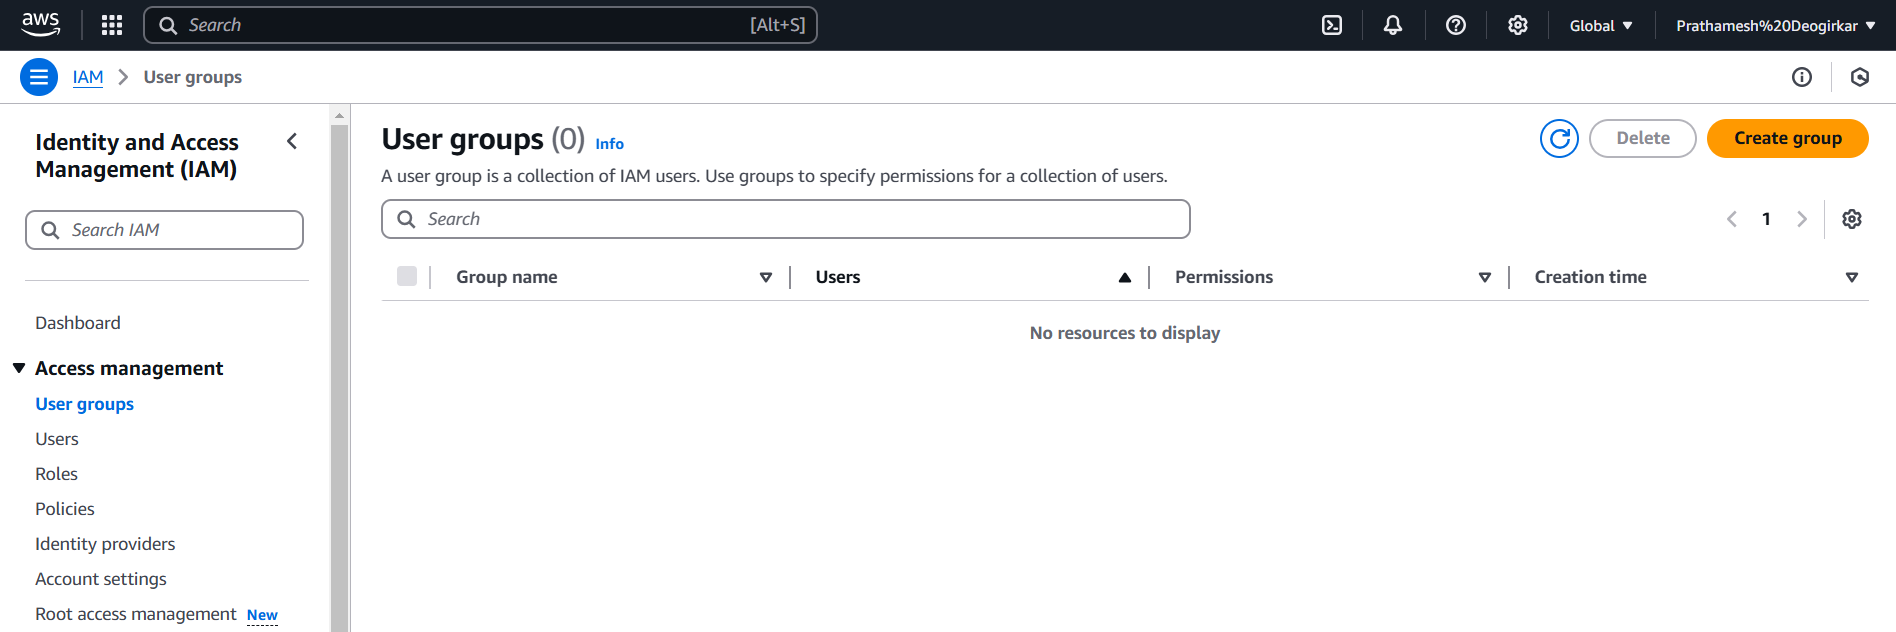 aws Search [Alt+S] Global Prathamesh%20Deogirkar
IAM User groups
Identity and Access
Management (IAM)
Search IAM
Dashboard
Access management
User groups
Users
Roles
Policies
Identity providers
Account settings
Root access management New
User groups (0) Info
Delete
Create group
A user group is a collection of IAM users. Use groups to specify permissions for a collection of users.
Search
1
Group name Users Permissions Creation time
No resources to display